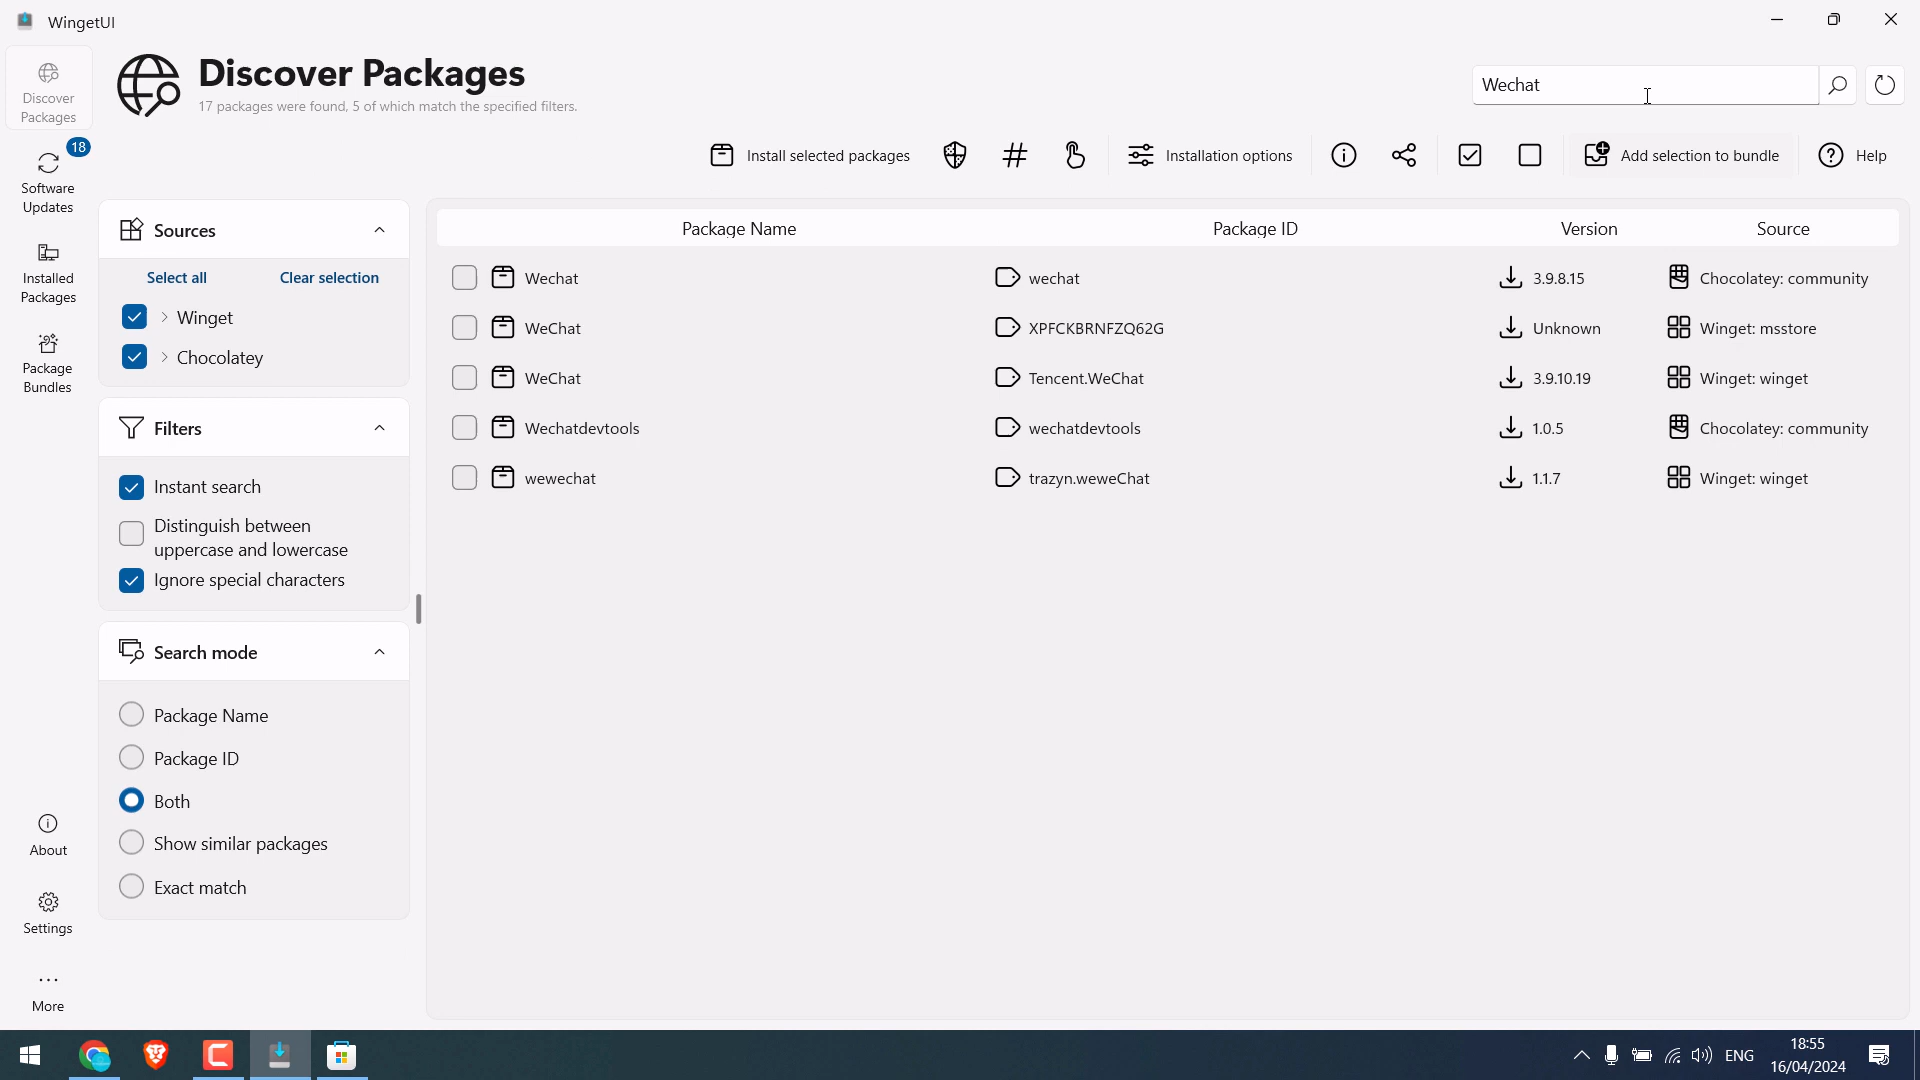 WingetUI
Discover Packages
17 packages were found, 5 of which match the specified filters.
Wechat
Discover
Packages
18
Software
Updates
Installed
Packages
Package
Bundles
About
Settings
More
Install selected packages
Installation options
Add selection to bundle
Help
Sources
Select all Clear selection
Winget
Chocolatey
Filters
Instant search
Distinguish between
uppercase and lowercase
Ignore special characters
Search mode
Package Name
Package ID
Both
Show similar packages
Exact match
Package Name Package ID Version Source
Wechat wechat 3.9.8.15 Chocolatey: community
WeChat XPFCKBRNFZQ62G Unknown Winget: msstore
WeChat Tencent.WeChat 3.9.10.19 Winget: winget
Wechatdevtools wechatdevtools 1.0.5 Chocolatey: community
wewechat trazyn.weweChat 1.1.7 Winget: winget
ENG
18:55
16/04/2024